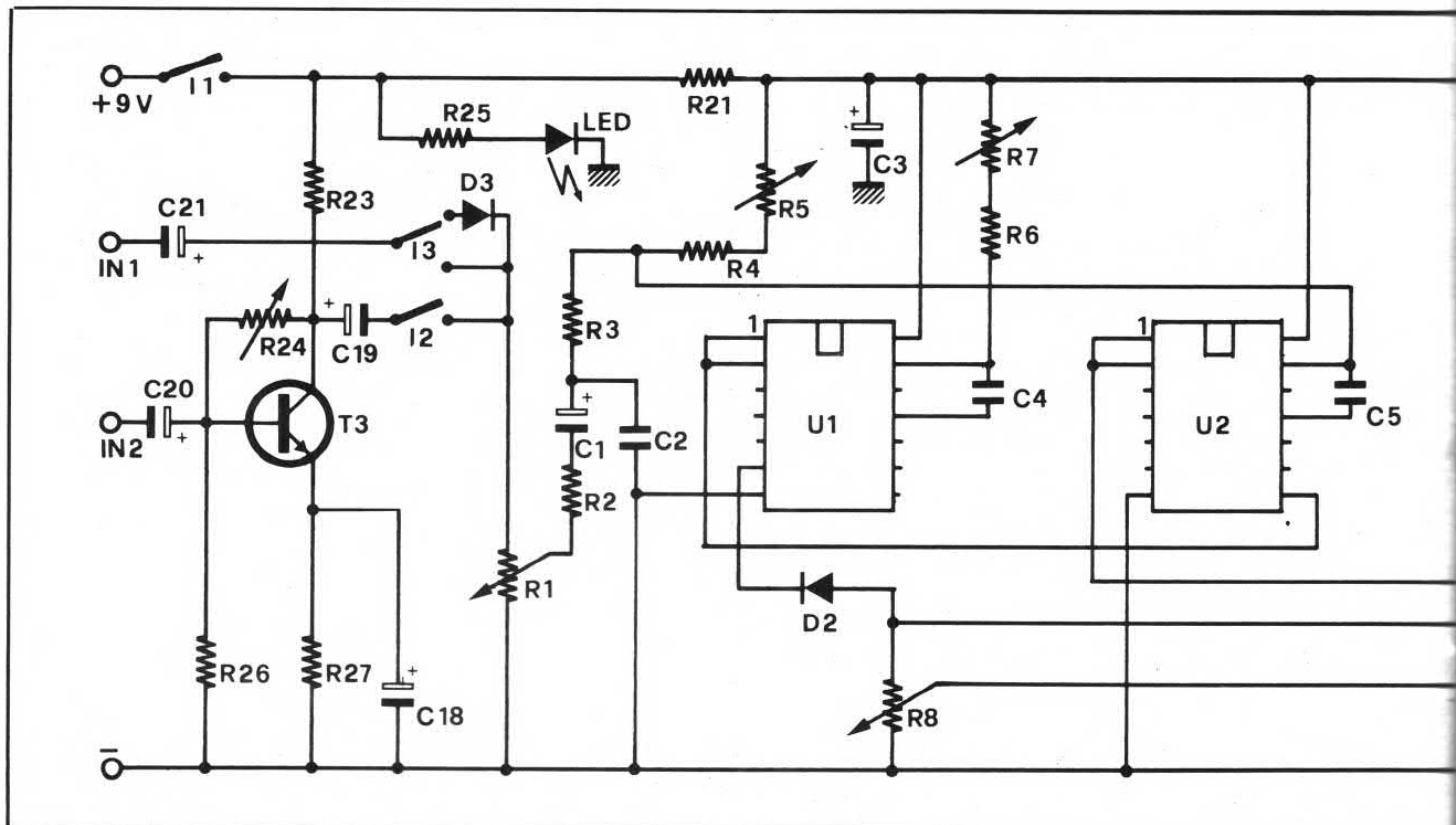 +9V
I1
R21
R25
LED
C3
R7
D3
R23
R5
C21
+
IN1
I3
R4
R6
R24
+
C19
I2
R3
1
1
C20
+
IN2
T3
+
C1
C2
U1
C4
U2
C5
R2
R1
D2
R26
R27
+
C18
R8
+
−